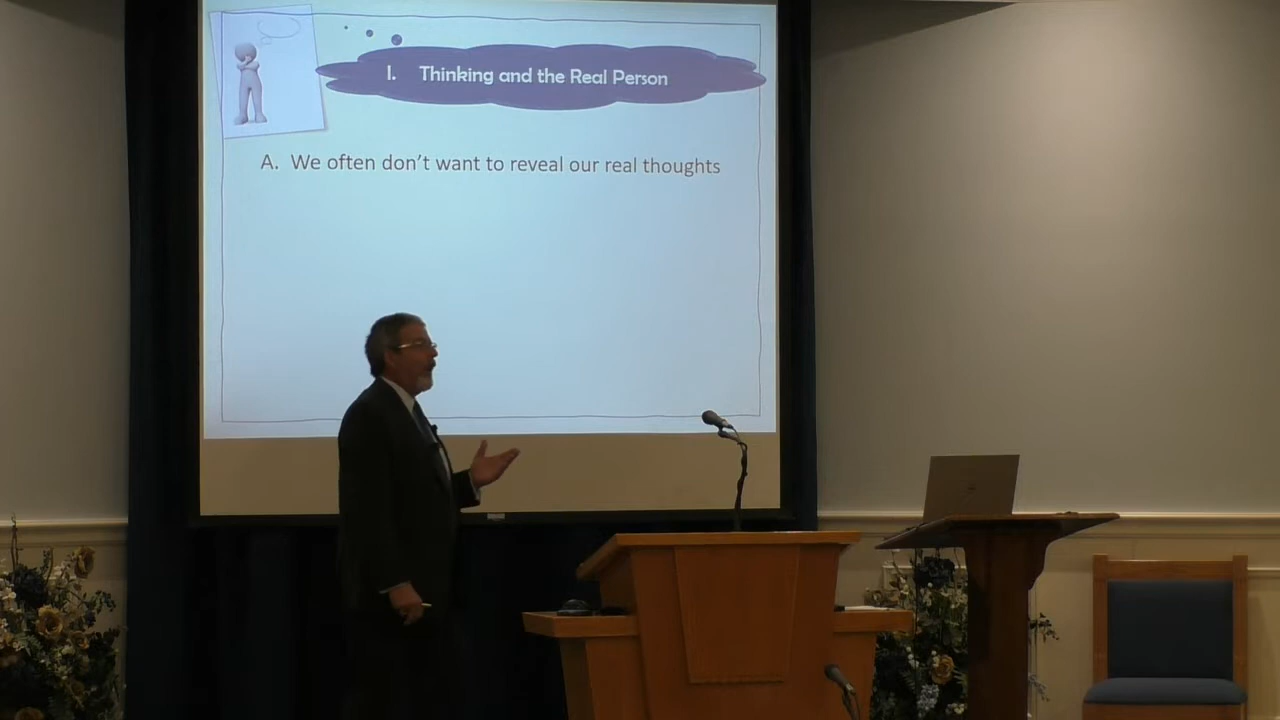 I. Thinking and the Real Person
A. We often don't want to reveal our real thoughts